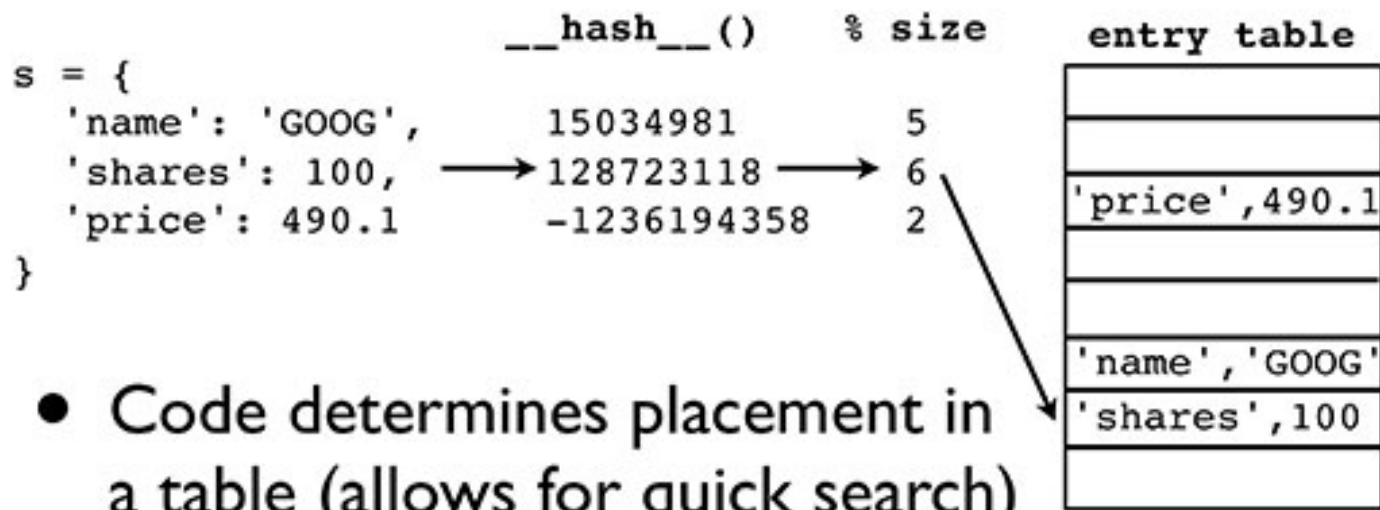 __hash__() % size entry table
s = {
'name': 'GOOG', 15034981 5
'shares': 100, 128723118 6
'price': 490.1 -1236194358 2
}
'price',490.1
'name','GOOG'
'shares',100
• Code determines placement in
a table (allows for quick search)